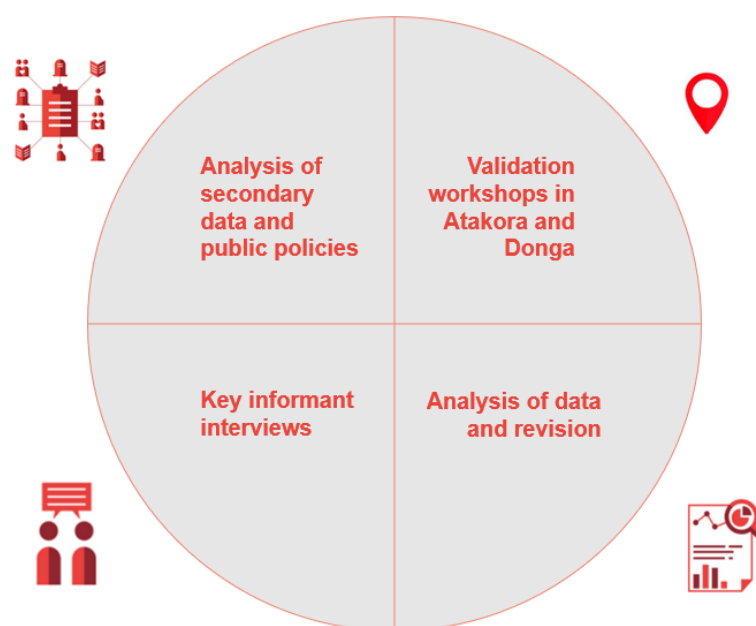 Analysis of
secondary
data and
public policies
Validation
workshops in
Atakora and
Donga
Key informant
interviews
Analysis of data
and revision